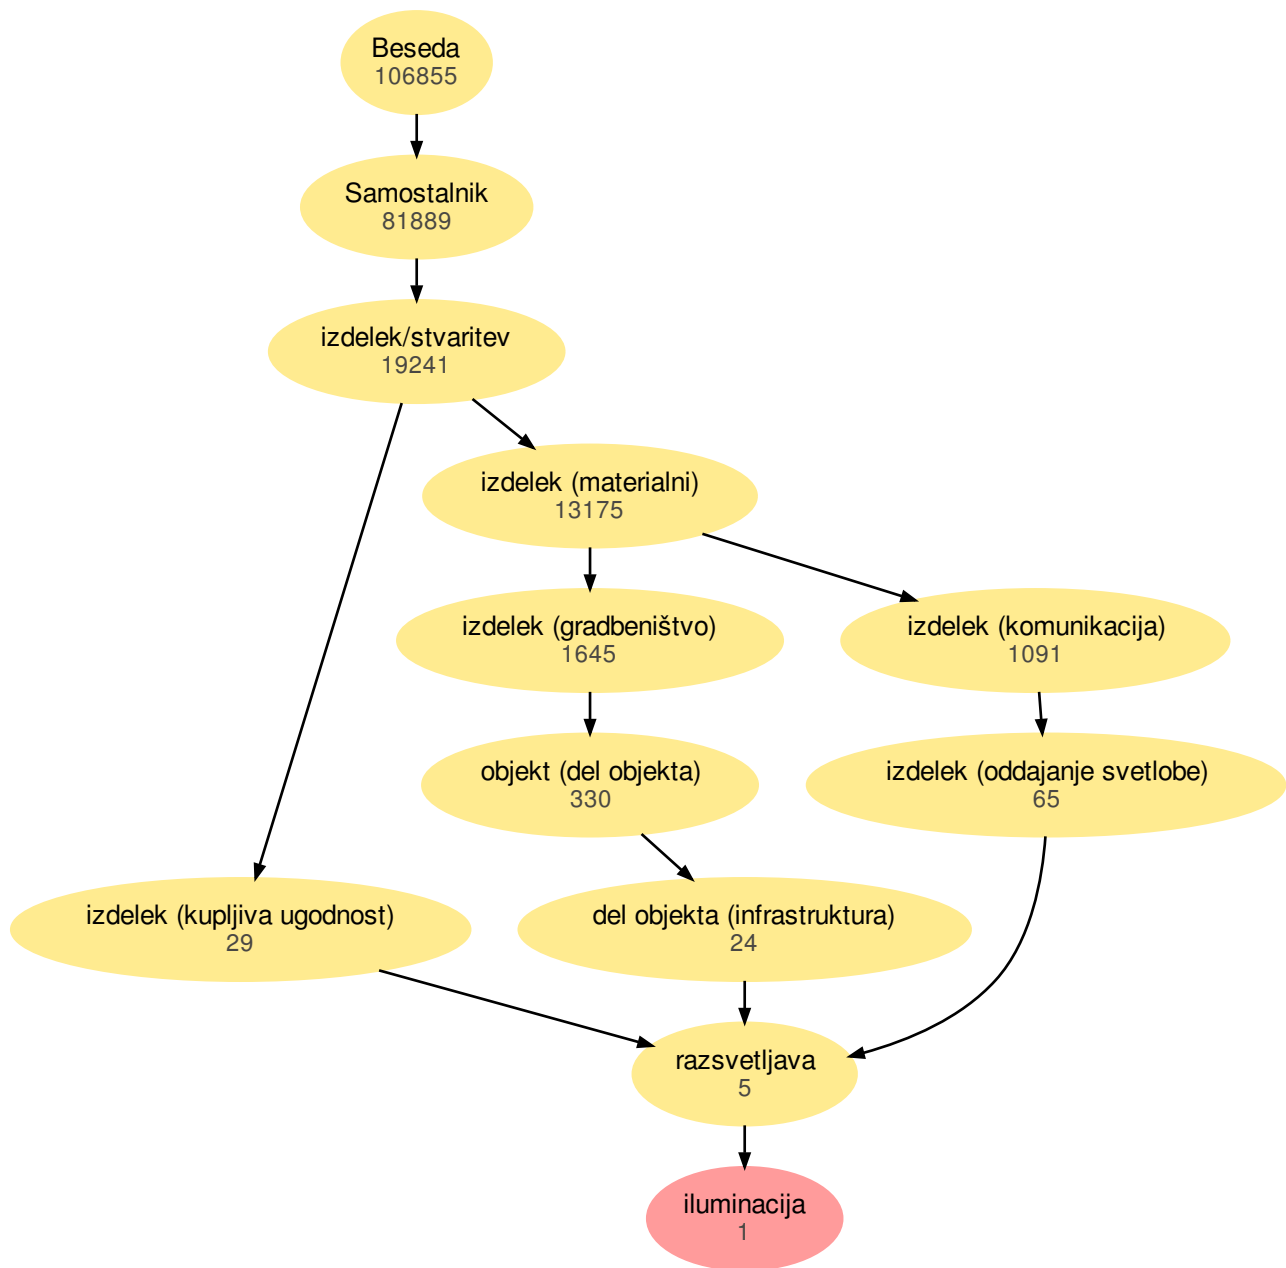 Beseda
106855
Samostalnik
81889
izdelek/stvaritev
19241
izdelek (materialni)
13175
izdelek (gradbeništvo)
1645
izdelek (komunikacija)
1091
objekt (del objekta)
330
izdelek (oddajanje svetlobe)
65
izdelek (kupljiva ugodnost)
29
del objekta (infrastruktura)
24
razsvetljava
5
iluminacija
1